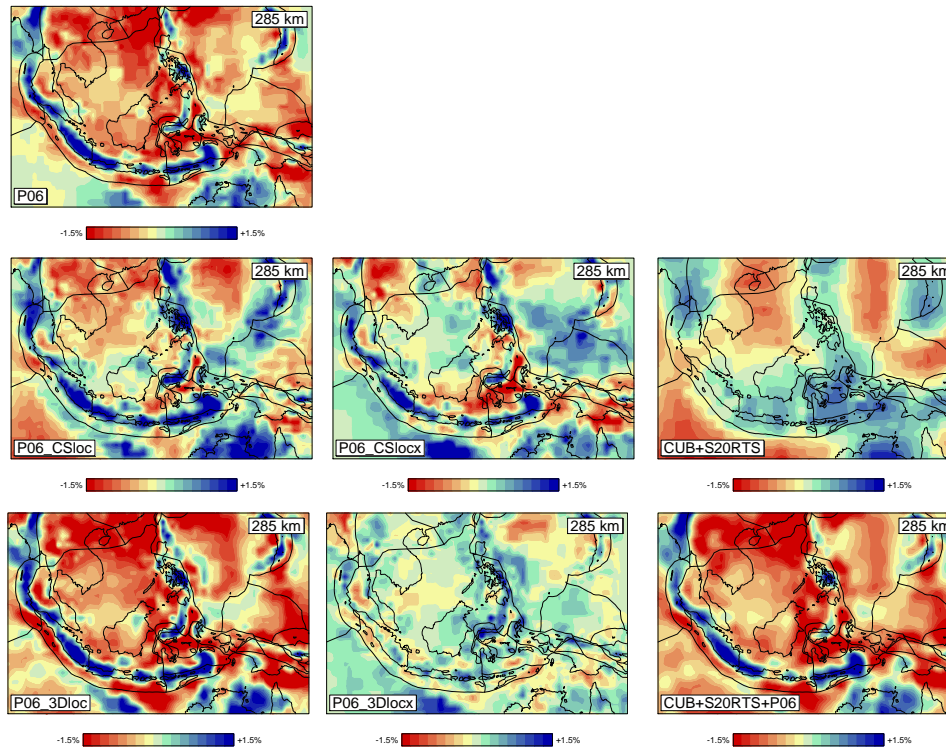 285 km
P06
-1.5% +1.5%
285 km 285 km 285 km
P06_CSloc P06_CSlocx CUB+S20RTS
-1.5% +1.5% -1.5% +1.5% -1.5% +1.5%
285 km 285 km 285 km
P06_3Dloc P06_3Dlocx CUB+S20RTS+P06
-1.5% +1.5% -1.5% +1.5% -1.5% +1.5%